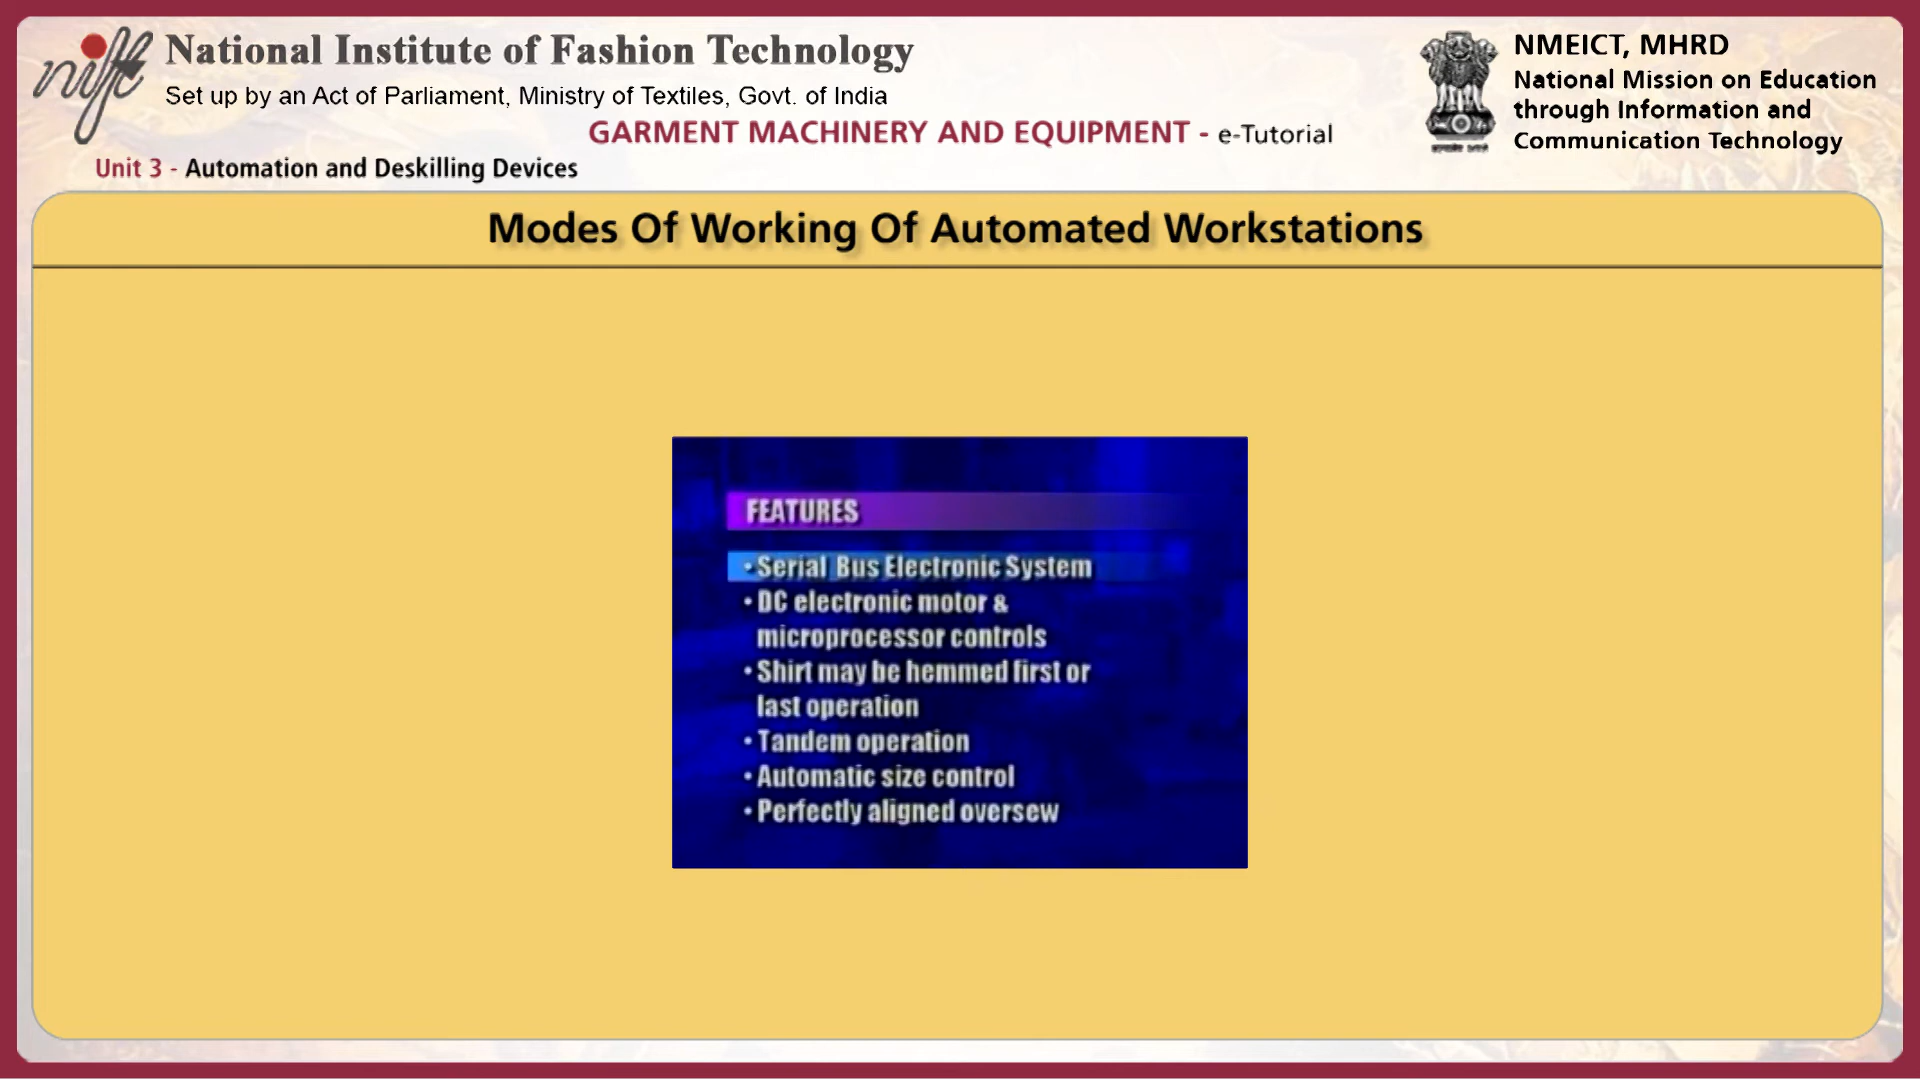 nift
National Institute of Fashion Technology
Set up by an Act of Parliament, Ministry of Textiles, Govt. of India
GARMENT MACHINERY AND EQUIPMENT - e-Tutorial
NMEICT, MHRD
National Mission on Education
through Information and
Communication Technology
Unit 3 - Automation and Deskilling Devices
Modes Of Working Of Automated Workstations
FEATURES
• Serial Bus Electronic System
• DC electronic motor &
microprocessor controls
• Shirt may be hemmed first or
last operation
• Tandem operation
• Automatic size control
• Perfectly aligned oversew